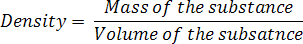 Density = Mass of the substance / Volume of the subsatnce